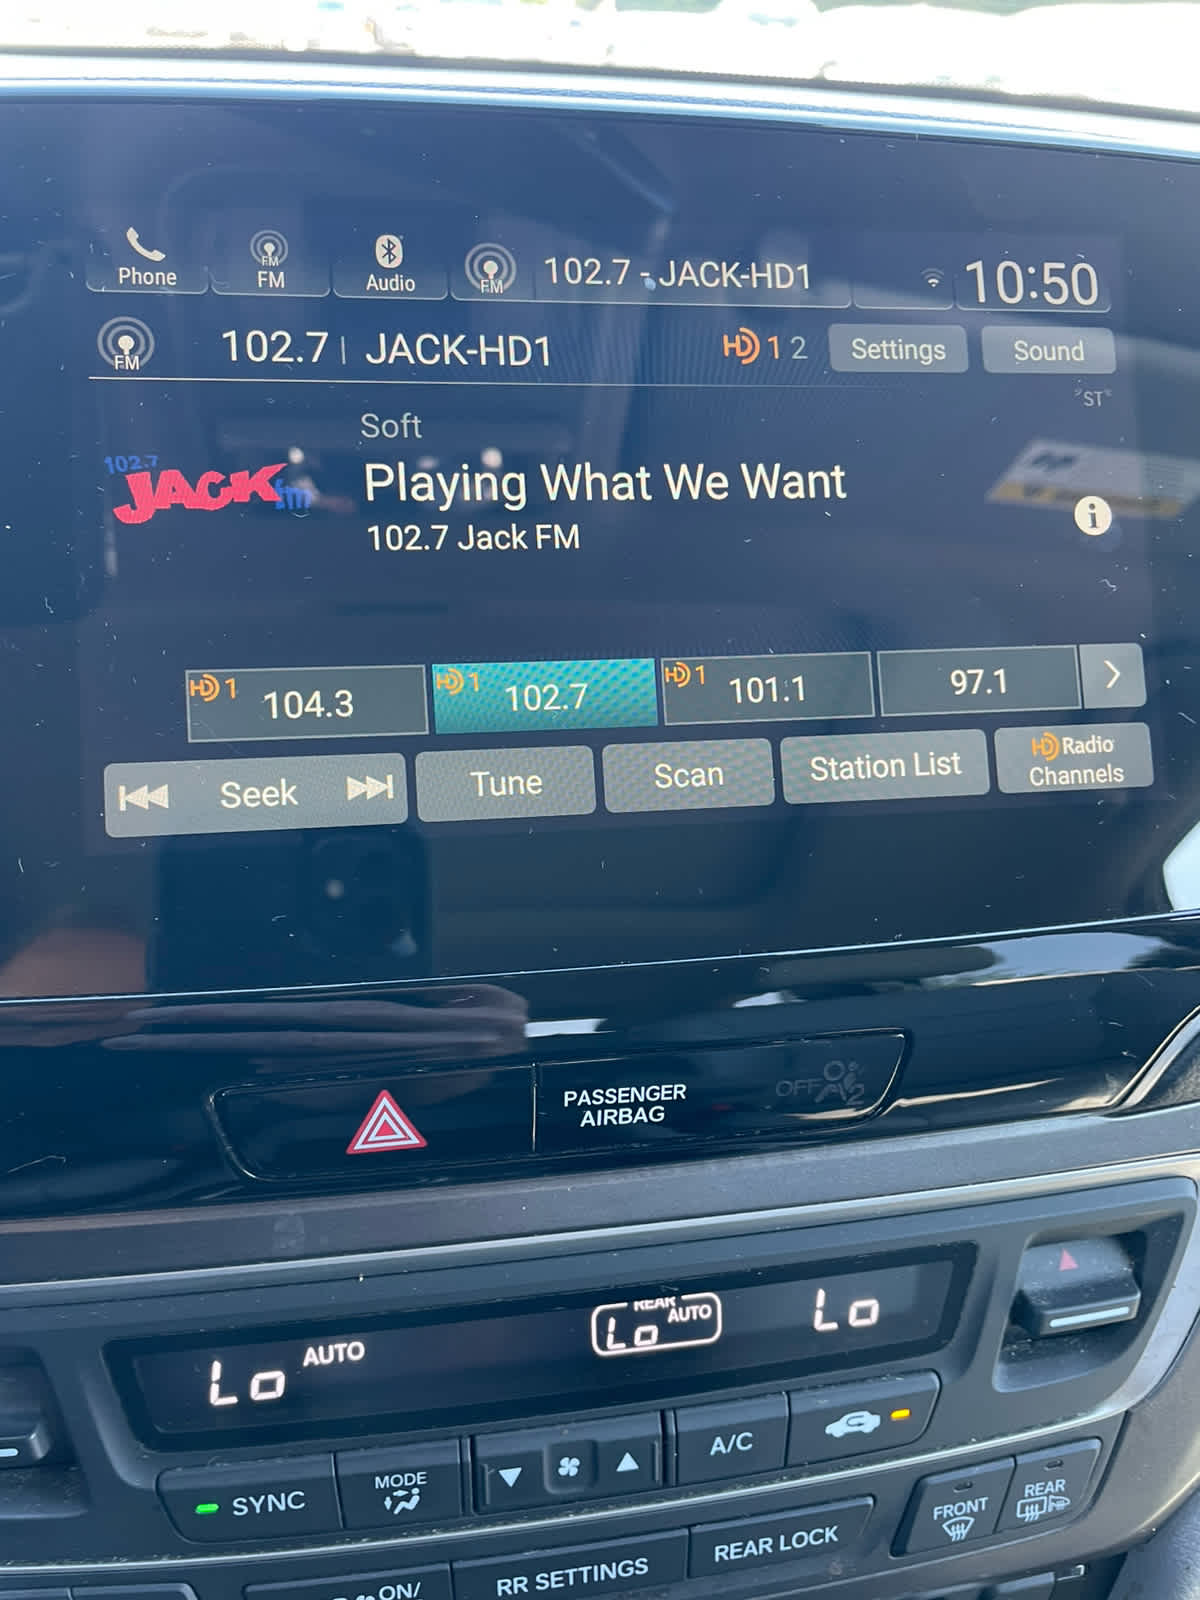 Phone
FM
FM
Audio
FM
102.7 - JACK-HD1
10:50
FM
102.7 | JACK-HD1
HD 1 2
Settings
Sound
ST
Soft
102.7
JACK fm
Playing What We Want
102.7 Jack FM
i
HD 1 104.3
HD 1 102.7
HD 1 101.1
97.1
Seek
Tune
Scan
Station List
HD Radio
Channels
PASSENGER
AIRBAG
OFF
2
Lo AUTO
REAR
Lo AUTO
Lo
SYNC
MODE
A/C
FRONT
REAR
ON/
RR SETTINGS
REAR LOCK